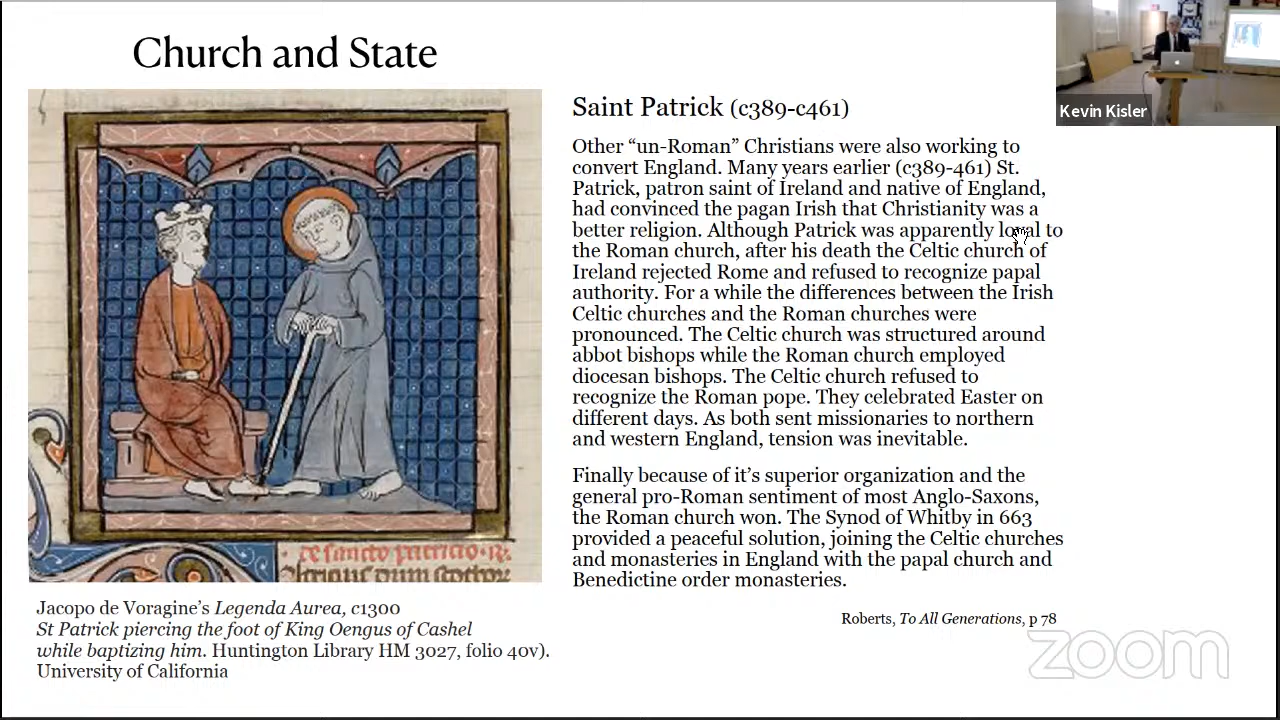 Church and State
Kevin Kisler
Saint Patrick (c389-c461)
Other “un-Roman” Christians were also working to
convert England. Many years earlier (c389-461) St.
Patrick, patron saint of Ireland and native of England,
had convinced the pagan Irish that Christianity was a
better religion. Although Patrick was apparently loyal to
the Roman church, after his death the Celtic church of
Ireland rejected Rome and refused to recognize papal
authority. For a while the differences between the Irish
Celtic churches and the Roman churches were
pronounced. The Celtic church was structured around
abbot bishops while the Roman church employed
diocesan bishops. The Celtic church refused to
recognize the Roman pope. They celebrated Easter on
different days. As both sent missionaries to northern
and western England, tension was inevitable.
Finally because of it’s superior organization and the
general pro-Roman sentiment of most Anglo-Saxons,
the Roman church won. The Synod of Whitby in 663
provided a peaceful solution, joining the Celtic churches
and monasteries in England with the papal church and
Benedictine order monasteries.
Roberts, To All Generations, p 78
de sancto patricio
Jacopo de Voragine’s Legenda Aurea, c1300
St Patrick piercing the foot of King Oengus of Cashel
while baptizing him. Huntington Library HM 3027, folio 40v).
University of California
zoom